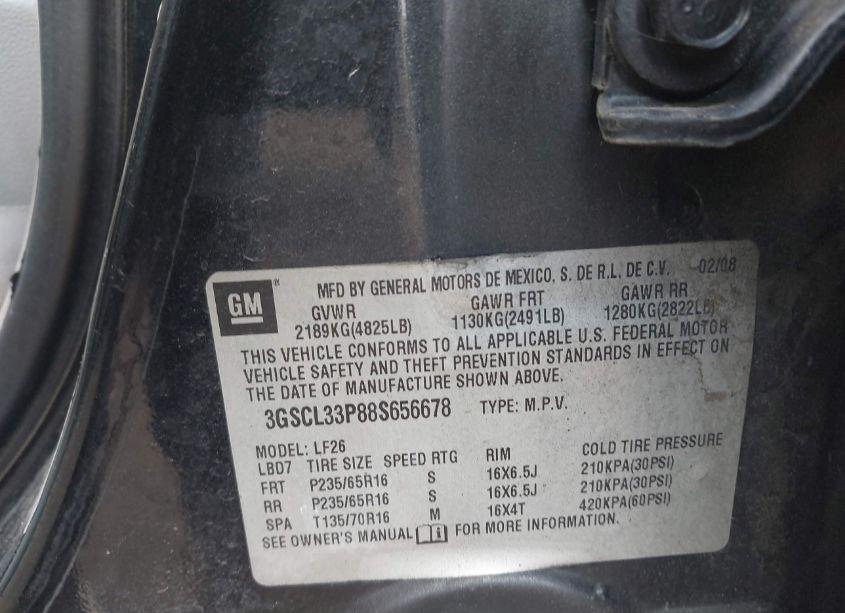 GM ® MFD BY GENERAL MOTORS DE MEXICO, S. DE R.L. DE C.V. 02/08
GVWR GAWR FRT GAWR RR
2189KG(4825LB) 1130KG(2491LB) 1280KG(2822LB)
THIS VEHICLE CONFORMS TO ALL APPLICABLE U.S. FEDERAL MOTOR
VEHICLE SAFETY AND THEFT PREVENTION STANDARDS IN EFFECT ON
THE DATE OF MANUFACTURE SHOWN ABOVE.
3GSCL33P88S656678 TYPE: M.P.V.
MODEL: LF26
LBD7 TIRE SIZE SPEED RTG RIM COLD TIRE PRESSURE
FRT P235/65R16 S 16X6.5J 210KPA(30PSI)
RR P235/65R16 S 16X6.5J 210KPA(30PSI)
SPA T135/70R16 M 16X4T 420KPA(60PSI)
SEE OWNER'S MANUAL FOR MORE INFORMATION.